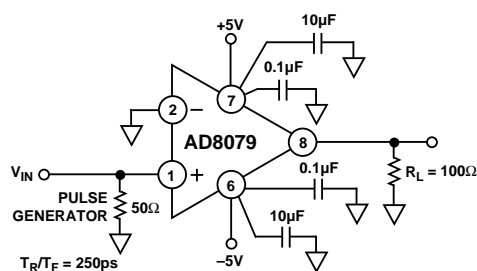 +5V
10µF
0.1µF
7
2
–
AD8079
8
V_IN
1
+
0.1µF
R_L = 100Ω
PULSE
GENERATOR
50Ω
6
10µF
–5V
T_R/T_F = 250ps